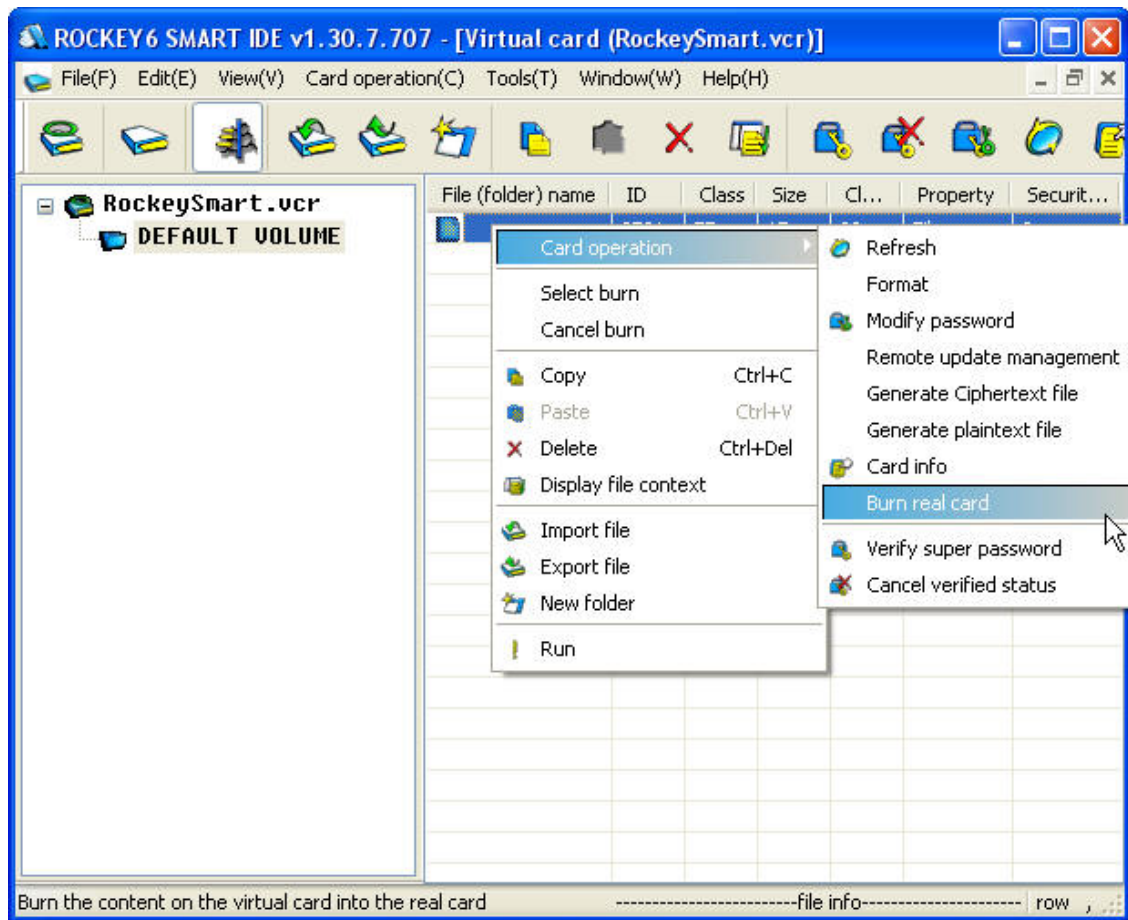 ROCKEY6 SMART IDE v1.30.7.707 - [Virtual card (RockeySmart.vcr)]
File(F) Edit(E) View(V) Card operation(C) Tools(T) Window(W) Help(H)
RockeySmart.vcr
DEFAULT VOLUME
File (folder) name ID Class Size Cl... Property Securit...
Card operation
Select burn
Cancel burn
Copy Ctrl+C
Paste Ctrl+V
Delete Ctrl+Del
Display file context
Import file
Export file
New folder
Run
Refresh
Format
Modify password
Remote update management
Generate Ciphertext file
Generate plaintext file
Card info
Burn real card
Verify super password
Cancel verified status
Burn the content on the virtual card into the real card -------------------------file info---------------------- row ,